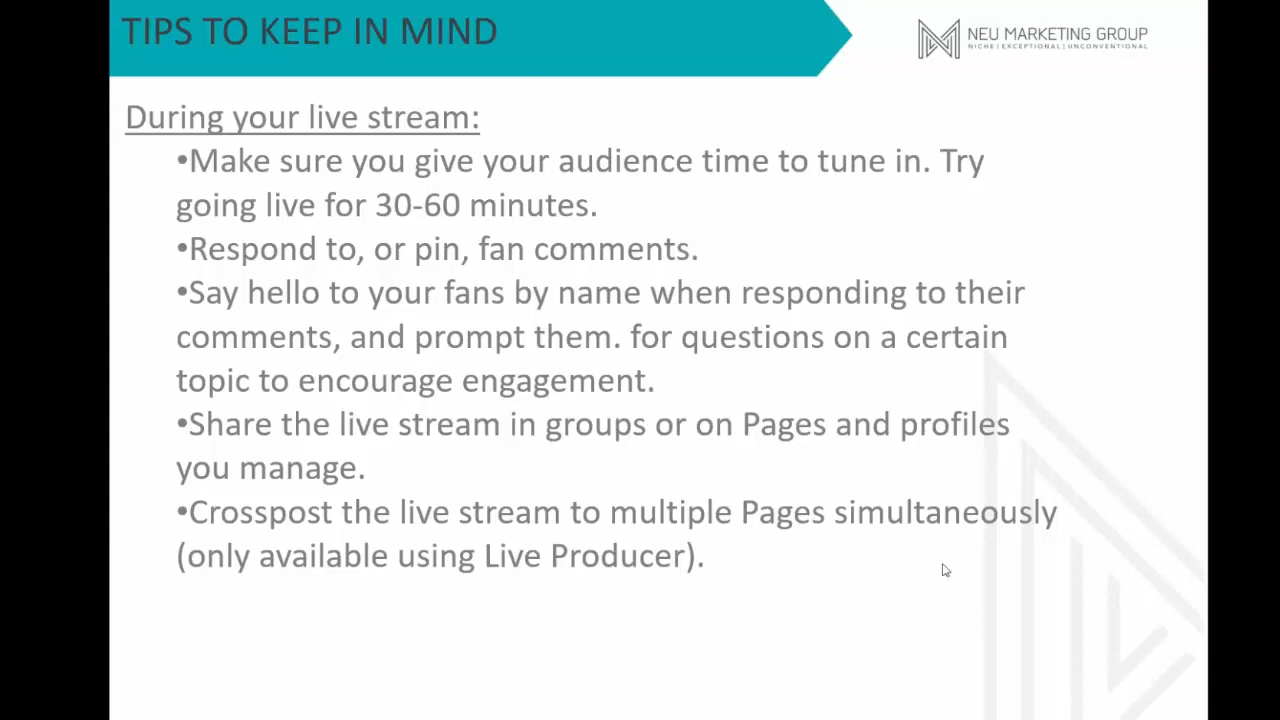 TIPS TO KEEP IN MIND
NEU MARKETING GROUP
NICHE | EXCEPTIONAL | UNCONVENTIONAL
During your live stream:
•Make sure you give your audience time to tune in. Try
going live for 30-60 minutes.
•Respond to, or pin, fan comments.
•Say hello to your fans by name when responding to their
comments, and prompt them. for questions on a certain
topic to encourage engagement.
•Share the live stream in groups or on Pages and profiles
you manage.
•Crosspost the live stream to multiple Pages simultaneously
(only available using Live Producer).